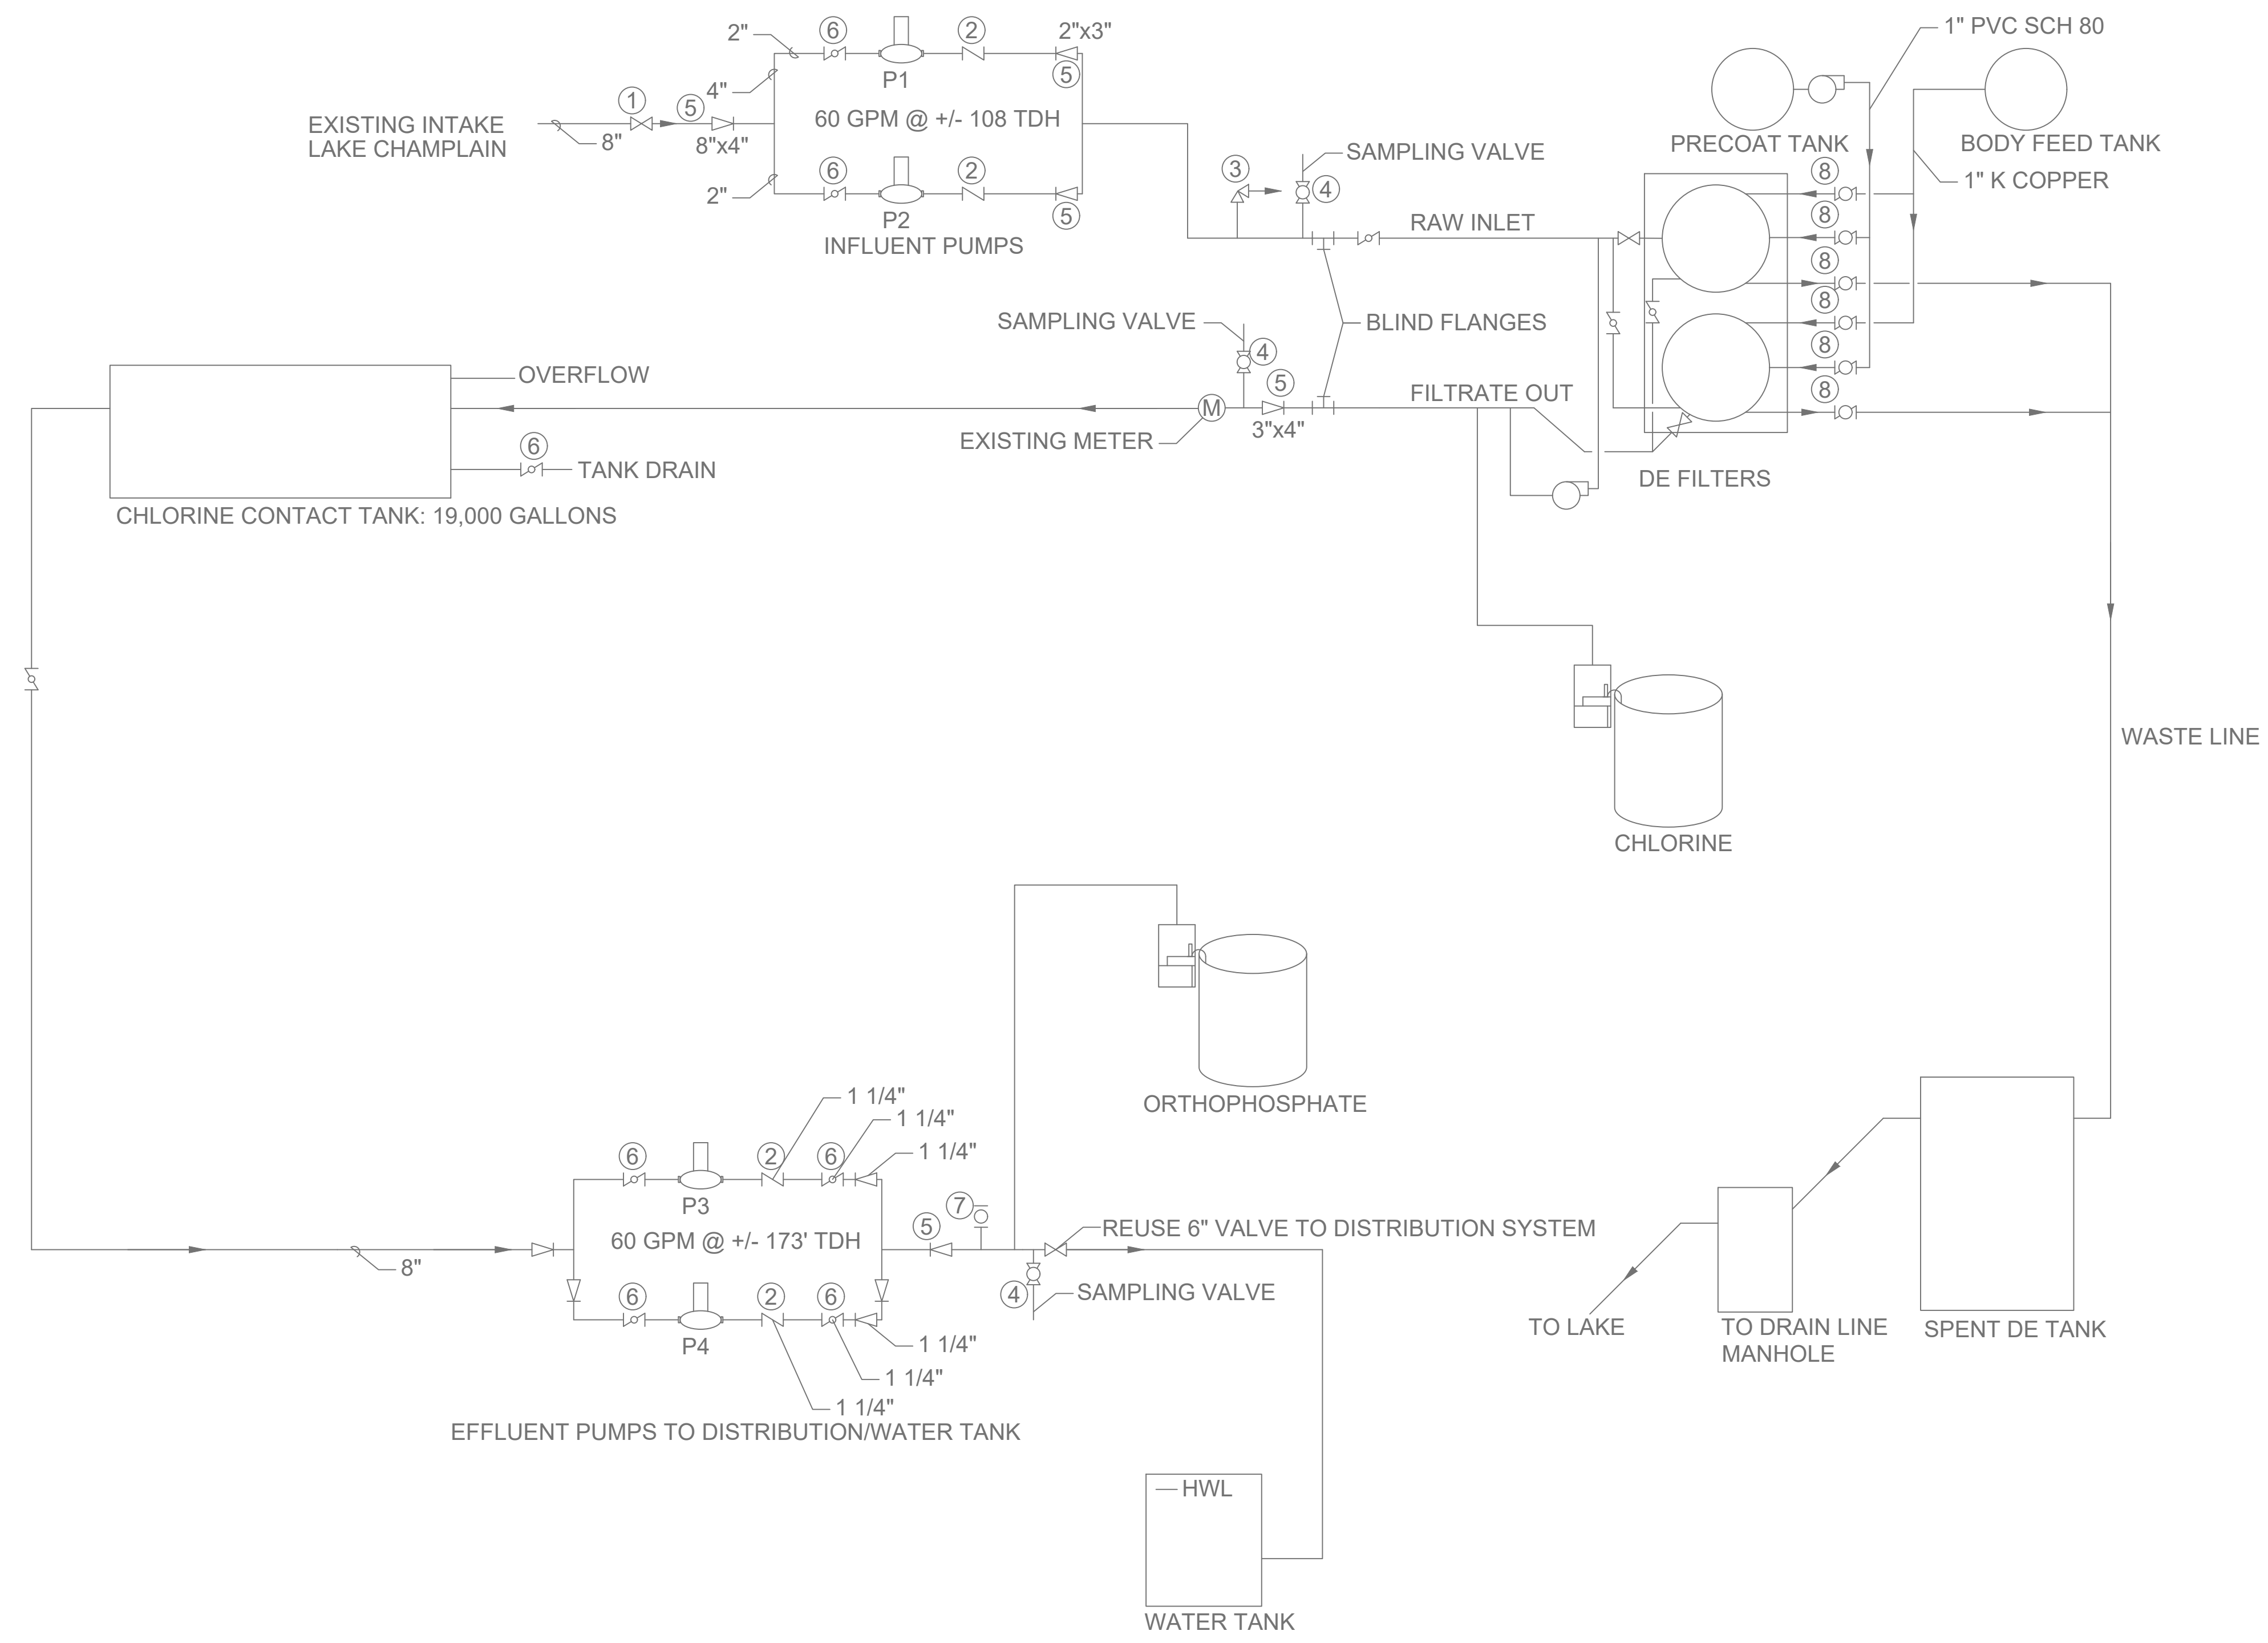 2"
6
2
2"x3"
P1
5
4"
1
5
EXISTING INTAKE
LAKE CHAMPLAIN
8"
8"x4"
60 GPM @ +/- 108 TDH
6
2
2"
P2
5
INFLUENT PUMPS
1" PVC SCH 80
PRECOAT TANK
BODY FEED TANK
1" K COPPER
3
SAMPLING VALVE
4
RAW INLET
8
8
8
8
8
8
SAMPLING VALVE
4
BLIND FLANGES
5
FILTRATE OUT
M
3"x4"
EXISTING METER
DE FILTERS
OVERFLOW
6
TANK DRAIN
CHLORINE CONTACT TANK: 19,000 GALLONS
WASTE LINE
CHLORINE
ORTHOPHOSPHATE
1 1/4"
1 1/4"
1 1/4"
6
2
6
P3
7
5
60 GPM @ +/- 173' TDH
REUSE 6" VALVE TO DISTRIBUTION SYSTEM
8"
6
2
6
4
SAMPLING VALVE
P4
1 1/4"
1 1/4"
1 1/4"
EFFLUENT PUMPS TO DISTRIBUTION/WATER TANK
TO LAKE
TO DRAIN LINE
MANHOLE
SPENT DE TANK
HWL
WATER TANK